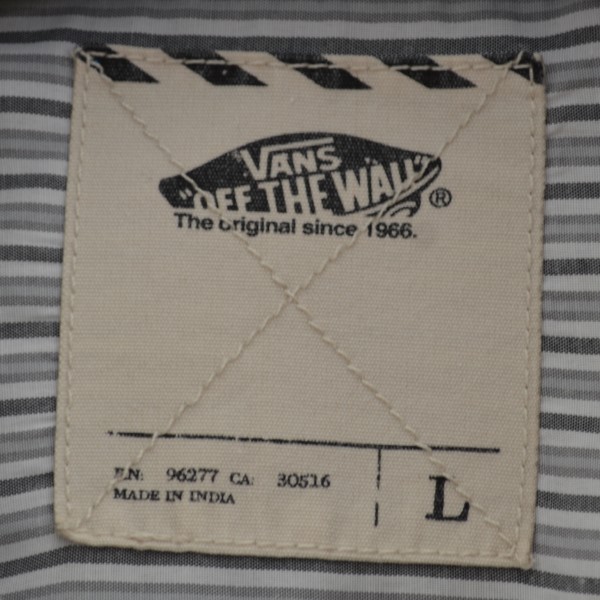 VANS
"OFF THE WALL" ®
The original since 1966.
RN: 96277 CA: 30516
MADE IN INDIA
L